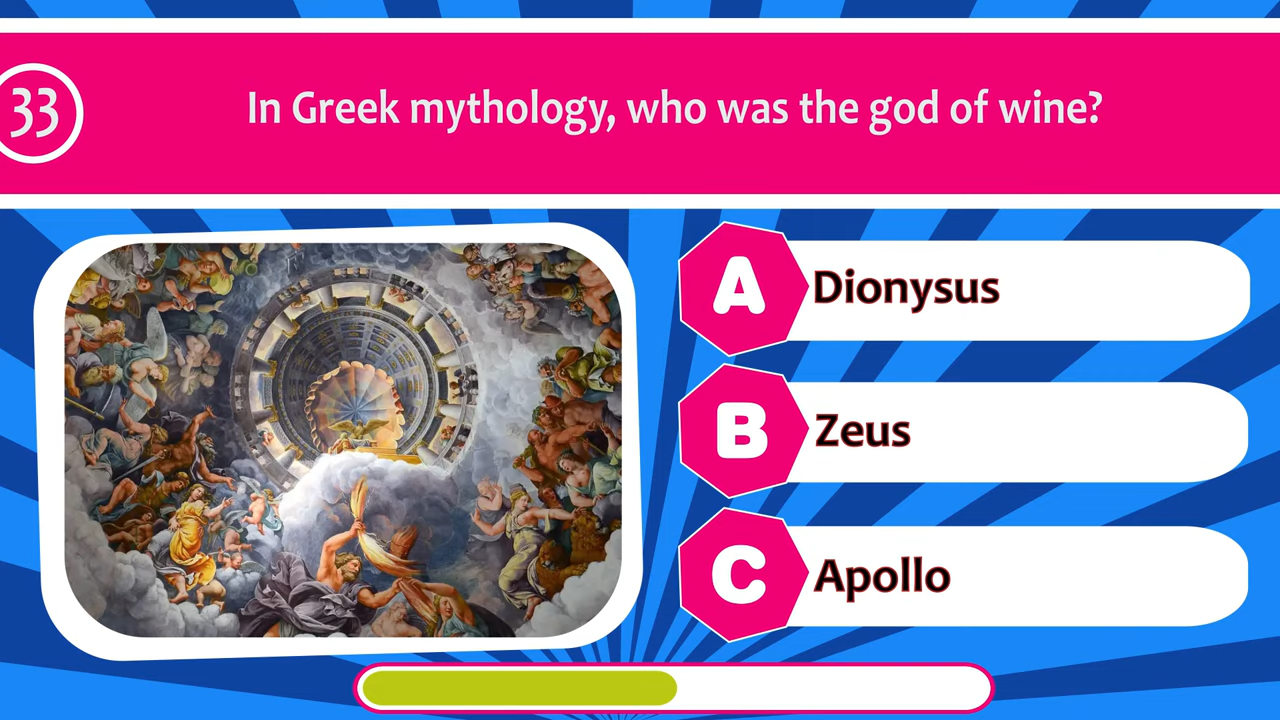 33
In Greek mythology, who was the god of wine?
A Dionysus
B Zeus
C Apollo